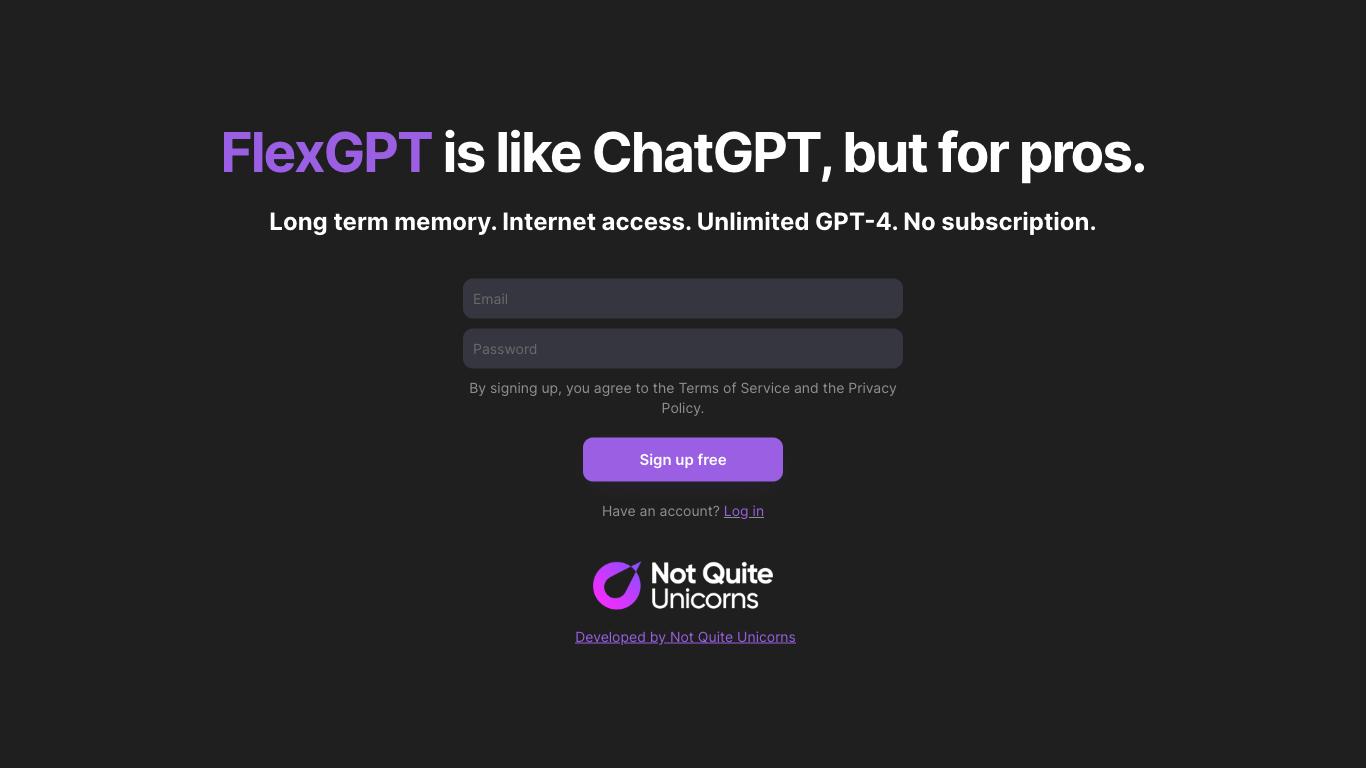 FlexGPT is like ChatGPT, but for pros.
Long term memory. Internet access. Unlimited GPT-4. No subscription.
Email
Password
By signing up, you agree to the Terms of Service and the Privacy
Policy.
Sign up free
Have an account? Log in
Not Quite
Unicorns
Developed by Not Quite Unicorns